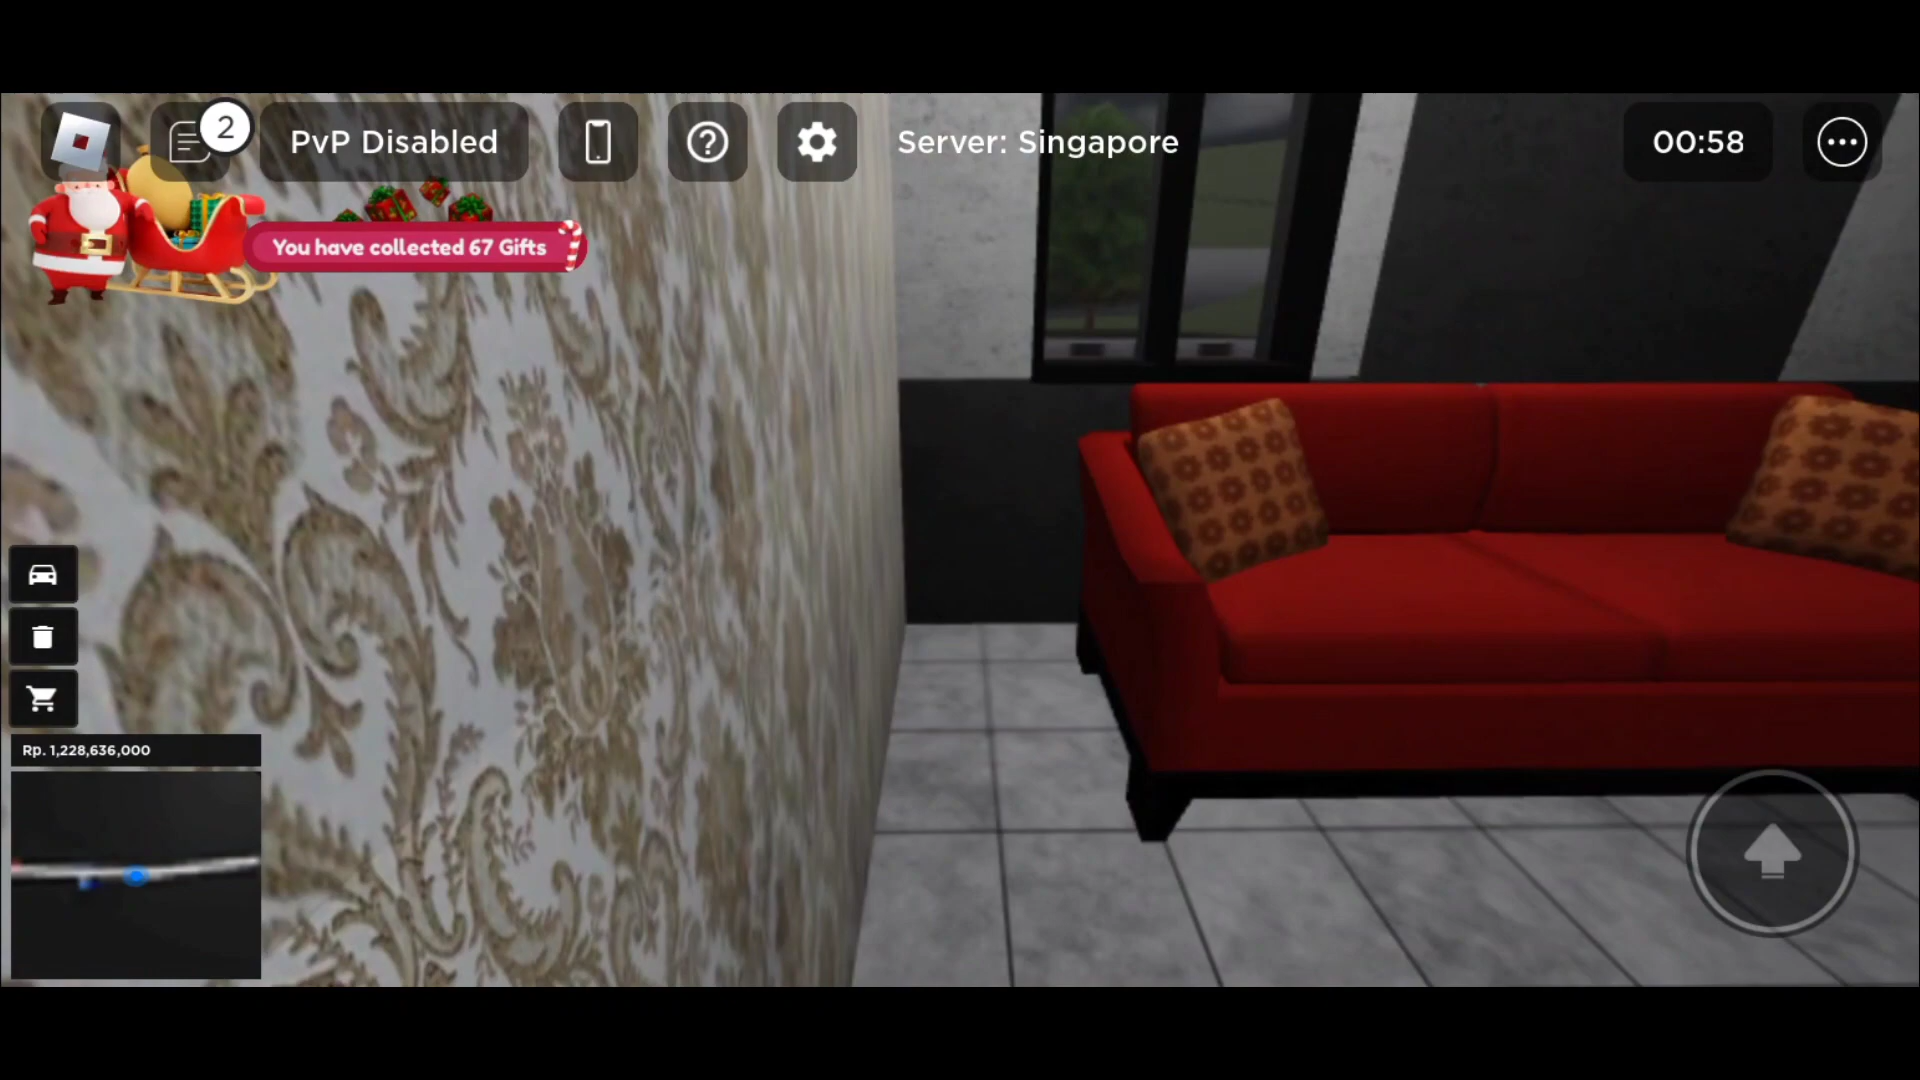 2
PvP Disabled
Server: Singapore
00:58
You have collected 67 Gifts
Rp. 1,228,636,000